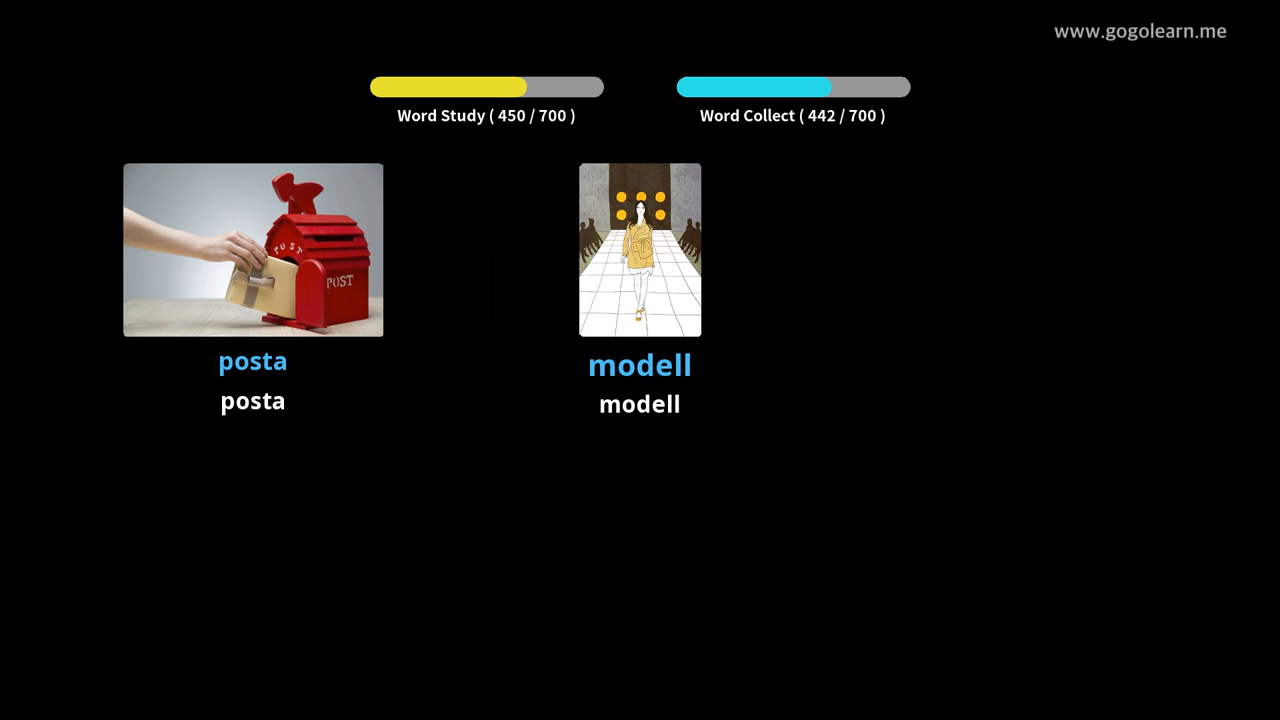 www.gogolearn.me
Word Study ( 450 / 700 )
Word Collect ( 442 / 700 )
POST
POST
posta
posta
modell
modell